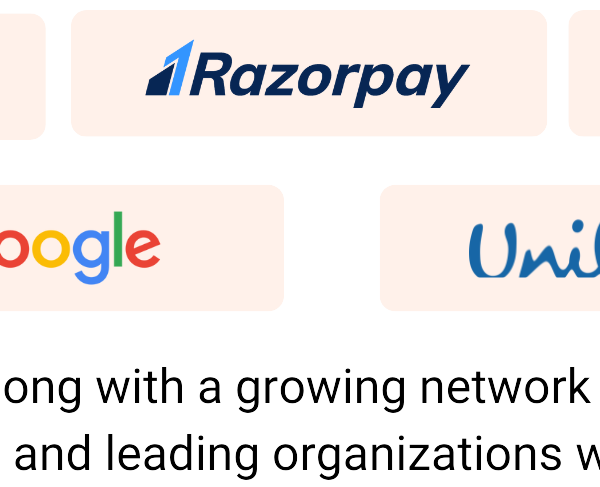 Razorpay
oogle
Unil
ong with a growing network
and leading organizations w